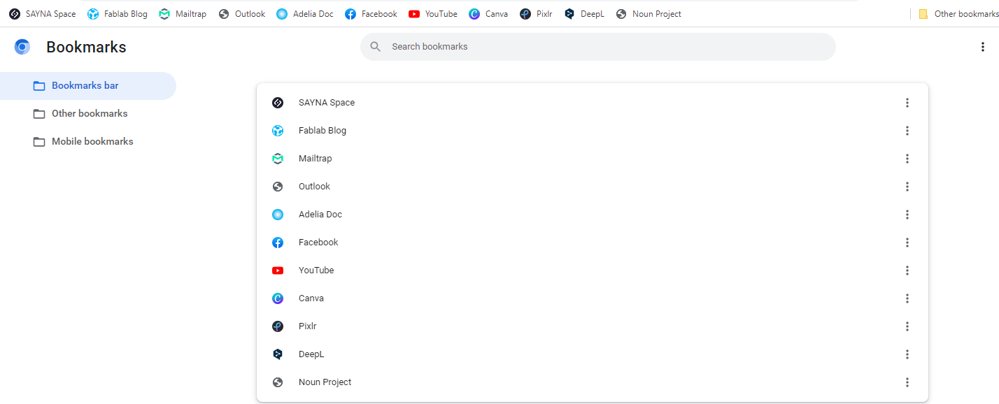 SAYNA Space Fablab Blog Mailtrap Outlook Adelia Doc Facebook YouTube Canva Pixlr DeepL Noun Project Other bookmarks
Bookmarks
Search bookmarks
Bookmarks bar
Other bookmarks
Mobile bookmarks
SAYNA Space
Fablab Blog
Mailtrap
Outlook
Adelia Doc
Facebook
YouTube
Canva
Pixlr
DeepL
Noun Project